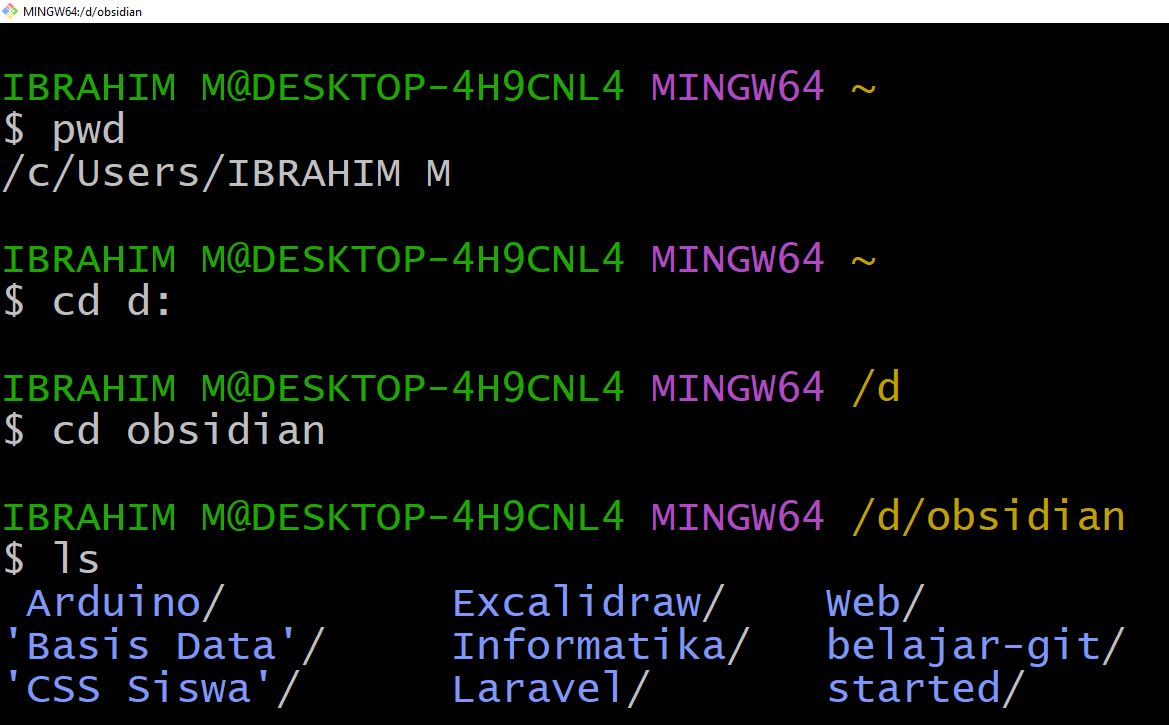 MINGW64:/d/obsidian
IBRAHIM M@DESKTOP-4H9CNL4 MINGW64 ~
$ pwd
/c/Users/IBRAHIM M
IBRAHIM M@DESKTOP-4H9CNL4 MINGW64 ~
$ cd d:
IBRAHIM M@DESKTOP-4H9CNL4 MINGW64 /d
$ cd obsidian
IBRAHIM M@DESKTOP-4H9CNL4 MINGW64 /d/obsidian
$ ls
Arduino/ Excalidraw/ Web/
'Basis Data'/ Informatika/ belajar-git/
'CSS Siswa'/ Laravel/ started/